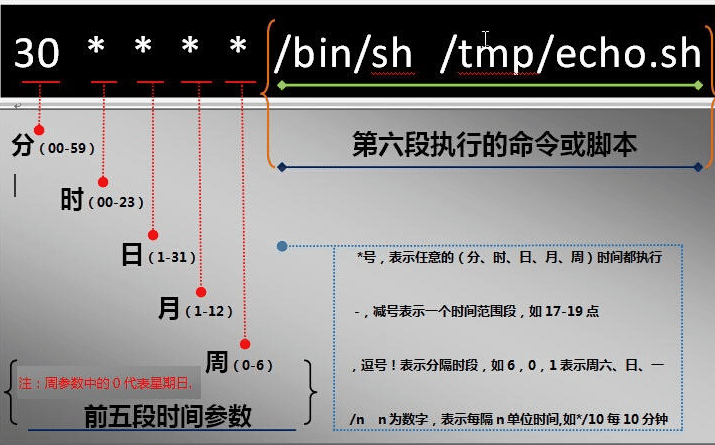 30 * * * * /bin/sh /tmp/echo.sh
分（00-59）
第六段执行的命令或脚本
时（00-23）
日（1-31）
*号，表示任意的（分、时、日、月、周）时间都执行
月（1-12）
-，减号表示一个时间范围段，如 17-19 点
周（0-6）
，逗号！表示分隔时段，如 6，0，1 表示周六、日、一
注：周参数中的 0 代表星期日.
前五段时间参数
/n n 为数字，表示每隔 n 单位时间,如*/10 每 10 分钟